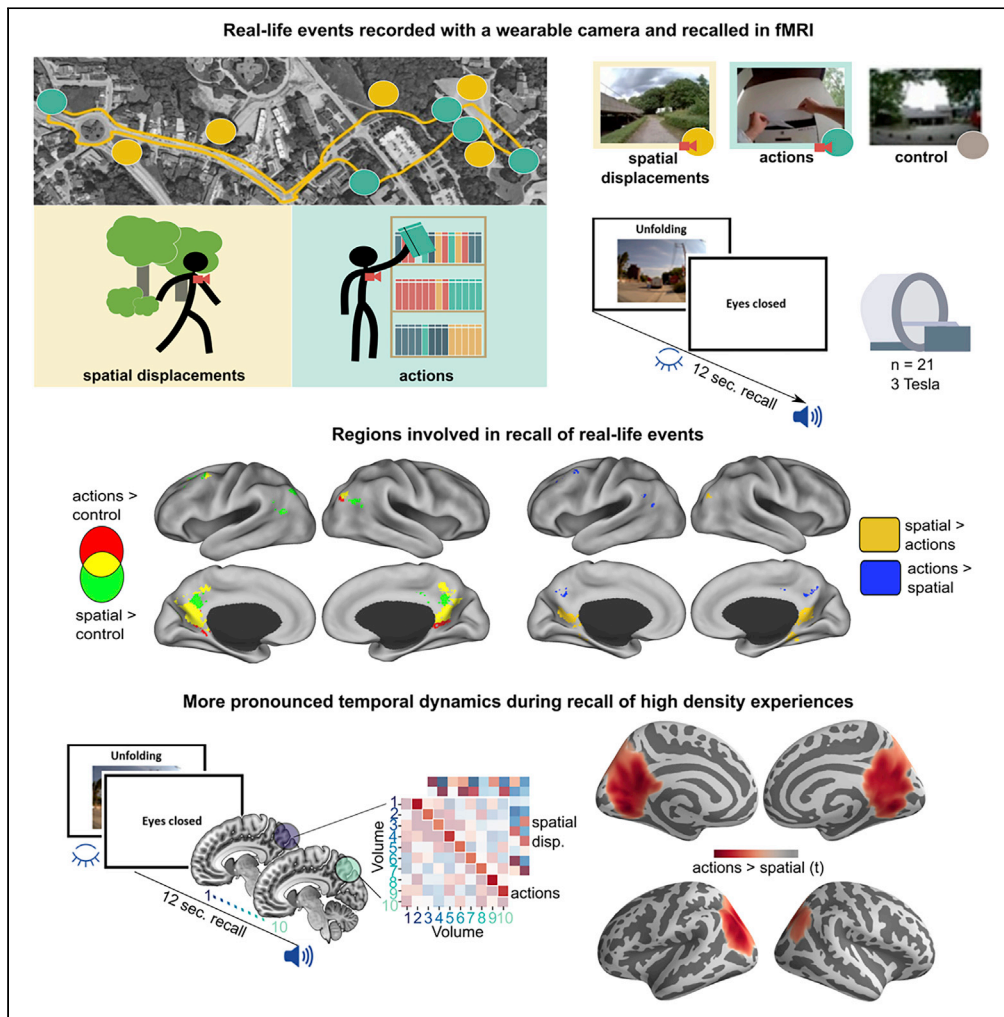 Real-life events recorded with a wearable camera and recalled in fMRI
spatial
displacements
actions
control
spatial displacements
actions
Unfolding
Eyes closed
12 sec. recall
n = 21
3 Tesla
Regions involved in recall of real-life events
actions >
control
spatial >
control
spatial >
actions
actions >
spatial
More pronounced temporal dynamics during recall of high density experiences
Unfolding
Eyes closed
12 sec. recall
1
10
Volume
1
2
3
4
5
6
7
8
9
10
spatial
disp.
actions
1 2 3 4 5 6 7 8 9 10
Volume
actions > spatial (t)